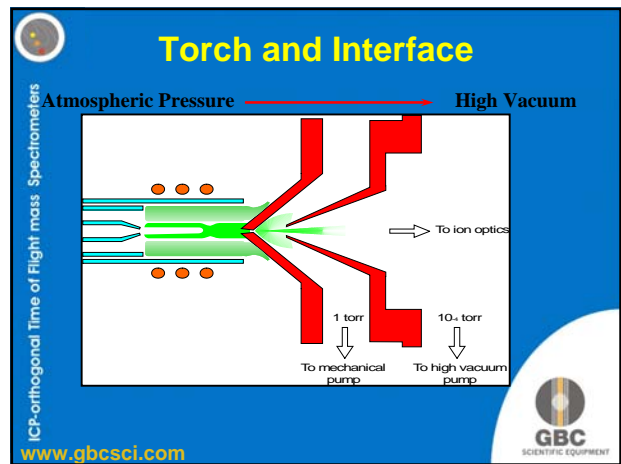 Torch and Interface
Atmospheric Pressure
High Vacuum
ICP-orthogonal Time of Flight mass Spectrometers
To ion optics
1 torr
10-6 torr
To mechanical
pump
To high vacuum
pump
GBC
SCIENTIFIC EQUIPMENT
www.gbcsci.com